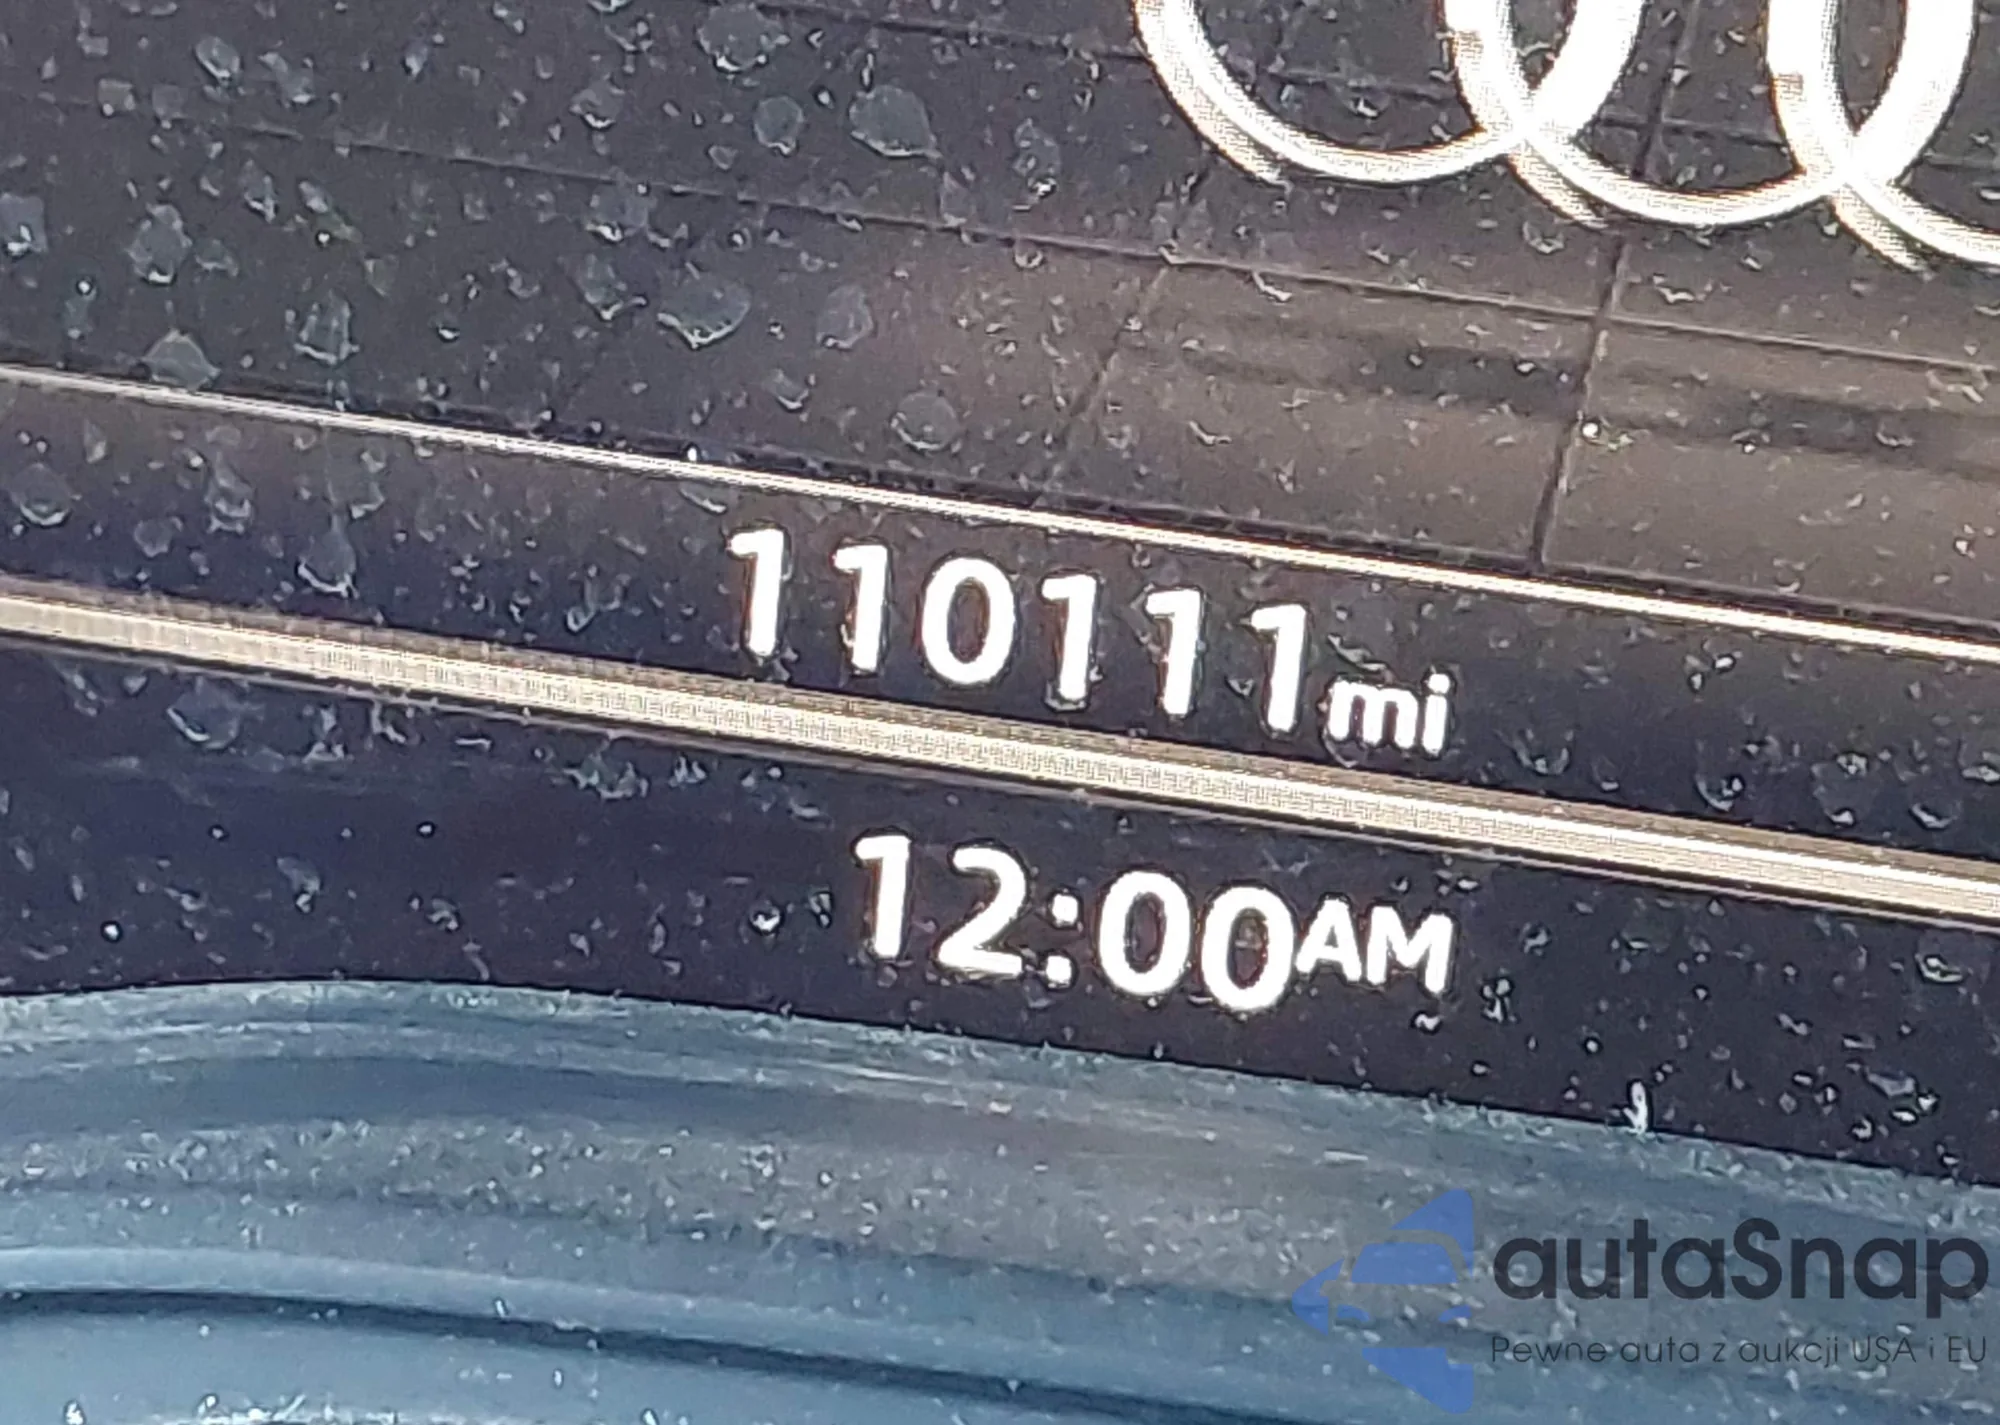 110111mi
12:00AM
autaSnap
Pewne auta z aukcji USA i EU